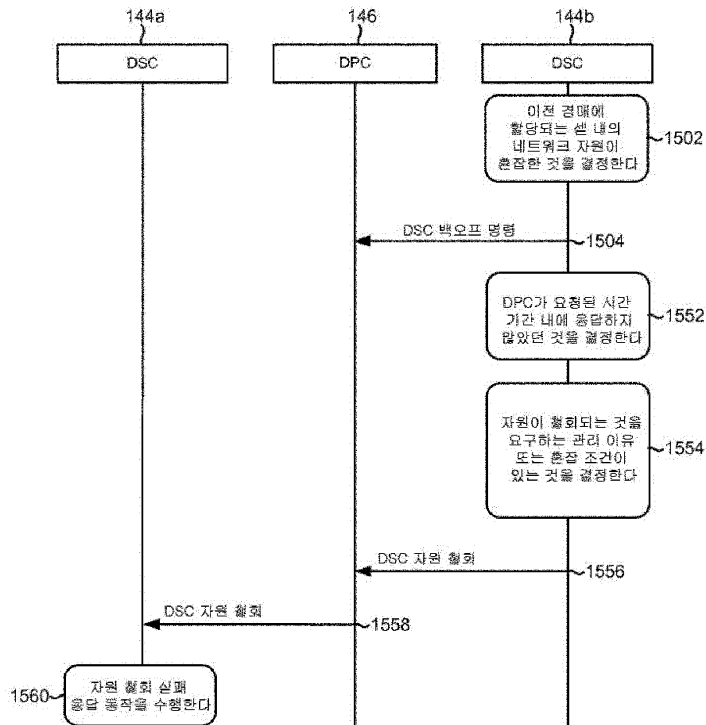 144a
146
144b
DSC
DPC
DSC
이전 경매에
할당되는 셀 내의
네트워크 자원이
혼잡한 것을 결정한다
1502
DSC 백오프 명령
1504
DPC가 요청된 시간
기간 내에 응답하지
않았던 것을 결정한다
1552
자원이 철회되는 것을
요구하는 관리 이유
또는 혼잡 조건이
있는 것을 결정한다
1554
DSC 자원 철회
1556
DSC 자원 철회
1558
1560
자원 철회 실패
응답 동작을 수행한다